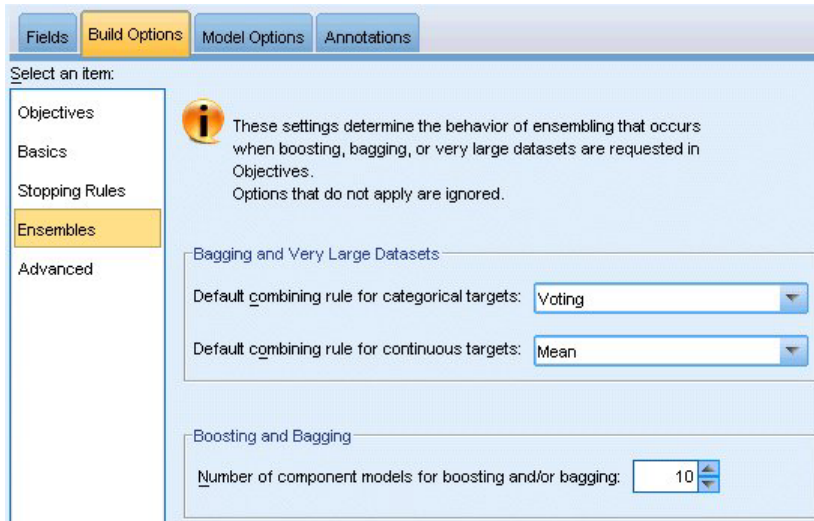 Fields Build Options Model Options Annotations
Select an item:
Objectives
Basics
Stopping Rules
Ensembles
Advanced
These settings determine the behavior of ensembling that occurs
when boosting, bagging, or very large datasets are requested in
Objectives.
Options that do not apply are ignored.
Bagging and Very Large Datasets
Default combining rule for categorical targets: Voting
Default combining rule for continuous targets: Mean
Boosting and Bagging
Number of component models for boosting and/or bagging: 10